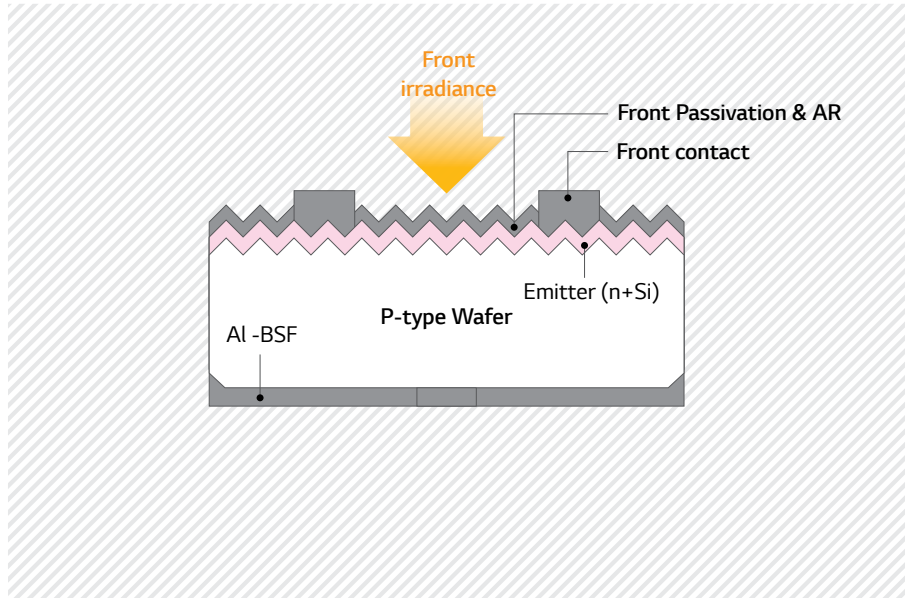 Front
irradiance
Front Passivation & AR
Front contact
Emitter (n+Si)
P-type Wafer
Al -BSF